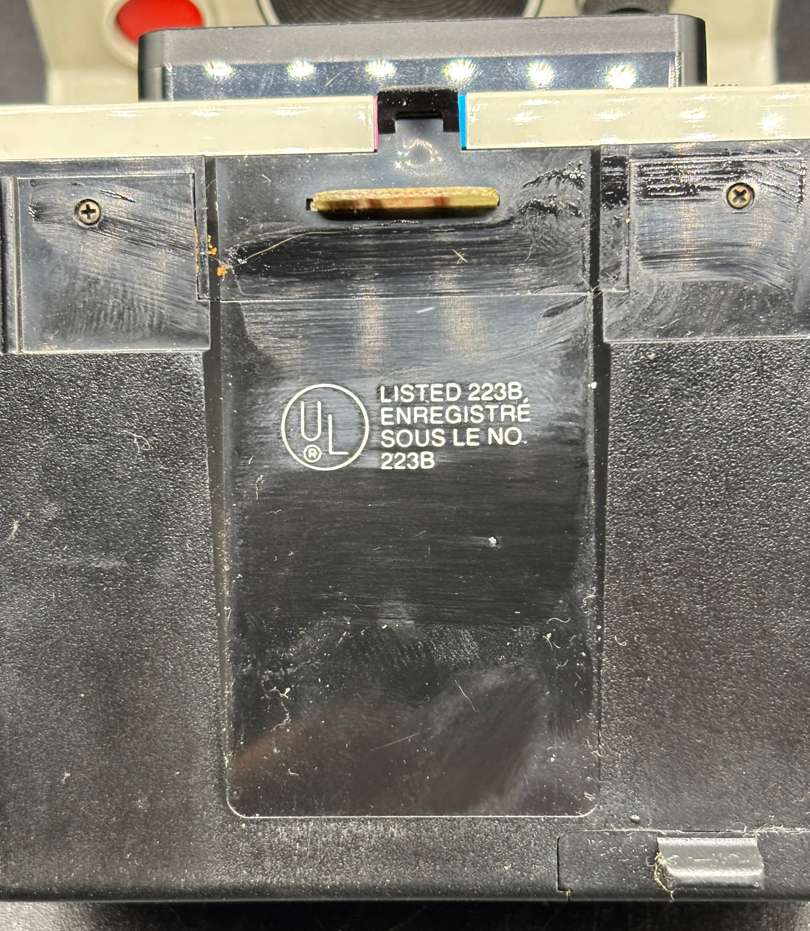 UL
®
LISTED 223B,
ENREGISTRÉ
SOUS LE NO.
223B